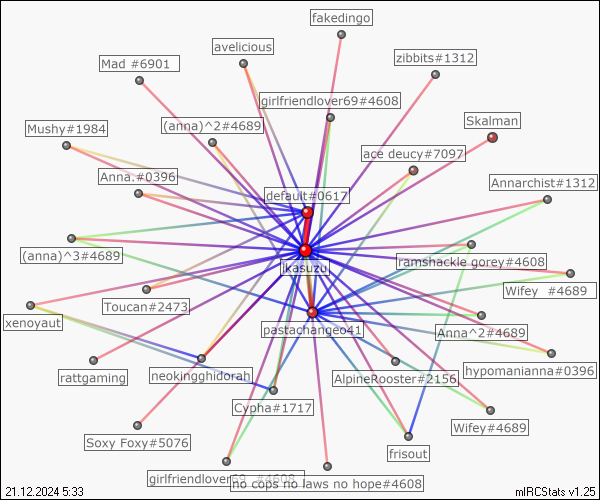 fakedingo
avelicious
zibbits#1312
Mad #6901
girlfriendlover69#4608
Skalman
Mushy#1984
(anna)^2#4689
ace deucy#7097
Anna.#0396
default#0617
Annarchist#1312
(anna)^3#4689
jkasuzu
ramshackle gorey#4608
Wifey #4689
Toucan#2473
xenoyaut
pastachangeo41
Anna^2#4689
rattgaming
neokingghidorah
AlpineRooster#2156
hypomanianna#0396
Cypha#1717
Soxy Foxy#5076
frisout
Wifey#4689
girlfriendlover69 #4608
no cops no laws no hope#4608
21.12.2024 5:33
mIRCStats v1.25